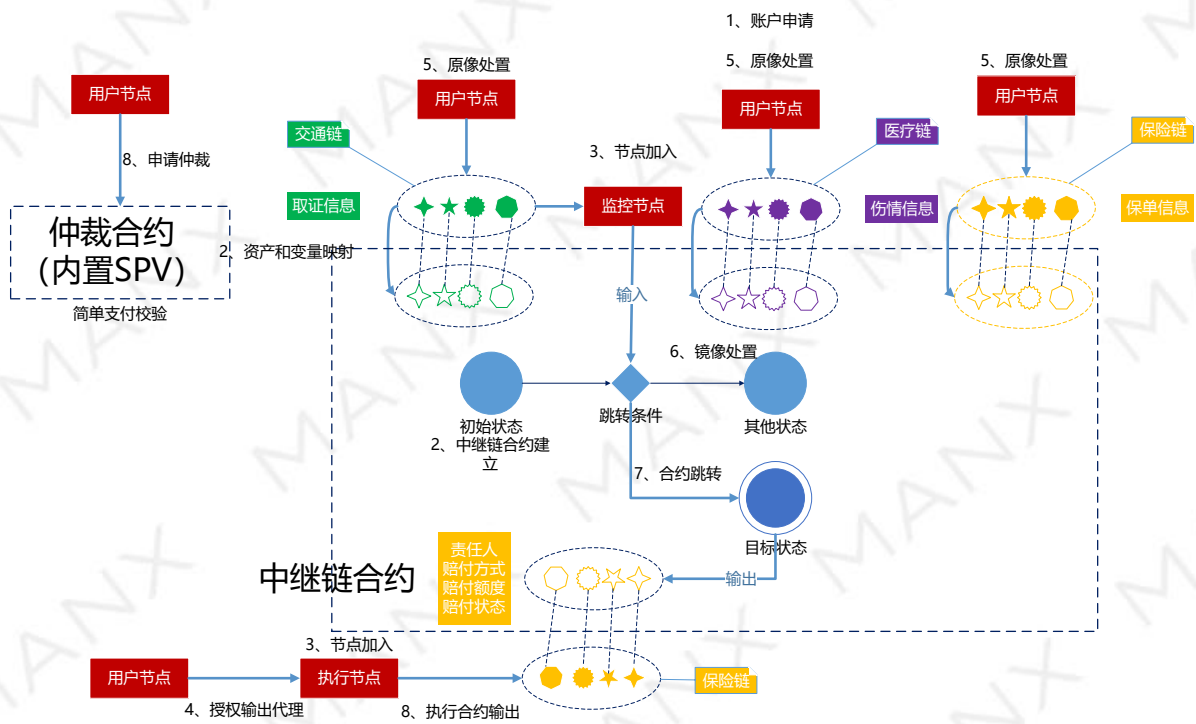 1、账户申请
5、原像处置
5、原像处置
5、原像处置
用户节点
用户节点
用户节点
用户节点
交通链
医疗链
保险链
8、申请仲裁
3、节点加入
取证信息
监控节点
伤情信息
保单信息
仲裁合约
（内置SPV）
2、资产和变量映射
简单支付校验
输入
6、镜像处置
初始状态
跳转条件
其他状态
2、中继链合约建
立
7、合约跳转
目标状态
责任人
赔付方式
赔付额度
赔付状态
输出
中继链合约
3、节点加入
用户节点
执行节点
保险链
4、授权输出代理
8、执行合约输出
MANX